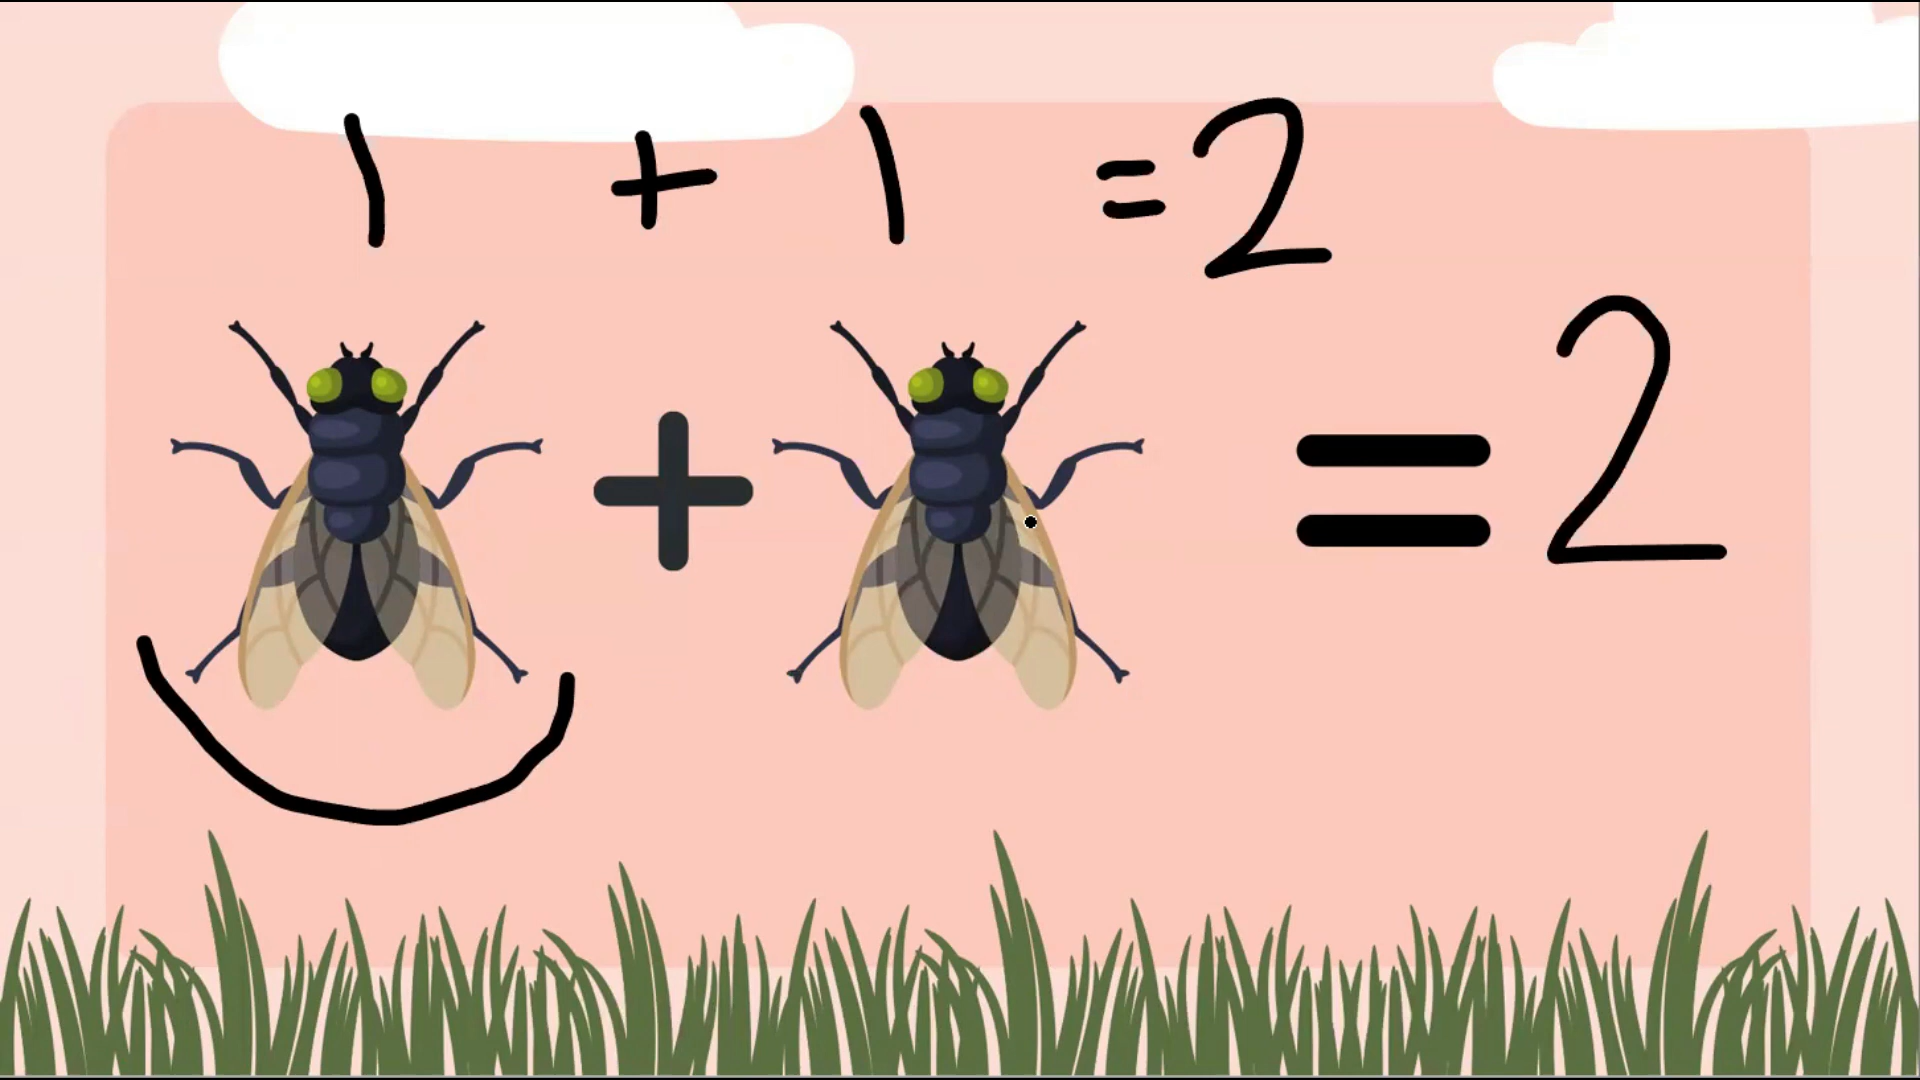 1 + 1 = 2
+ = 2